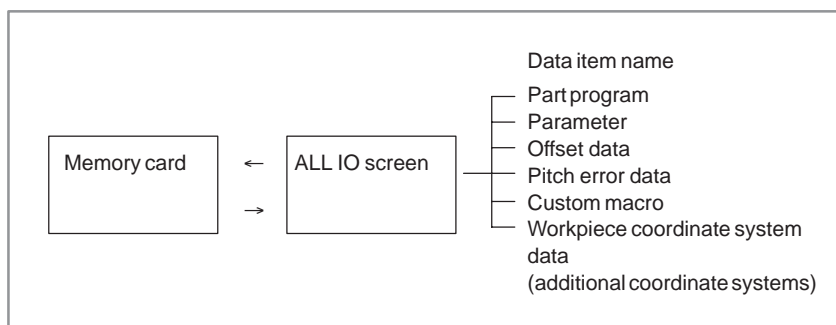 Data item name
Part program
Parameter
Memory card
ALL IO screen
Offset data
Pitch error data
Custom macro
Workpiece coordinate system
data
(additional coordinate systems)